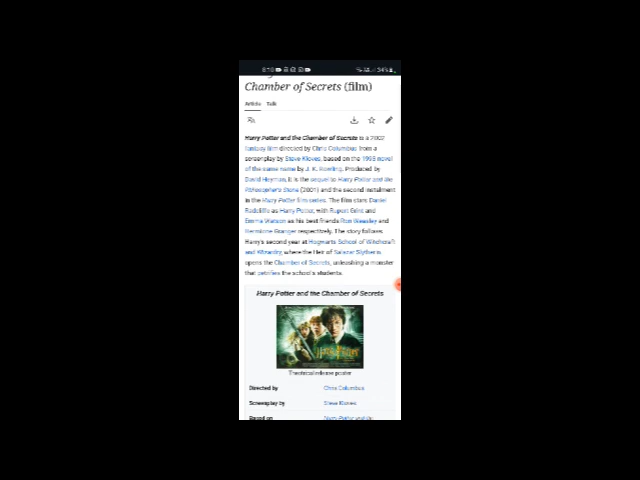 Chamber of Secrets (film)
Article Talk
Harry Potter and the Chamber of Secrets is a 2002
fantasy film directed by Chris Columbus from a
screenplay by Steve Kloves, based on the 1998 novel
of the same name by J. K. Rowling. Produced by
David Heyman, it is the sequel to Harry Potter and the
Philosopher's Stone (2001) and the second instalment
in the Harry Potter film series. The film stars Daniel
Radcliffe as Harry Potter, with Rupert Grint and
Emma Watson as his best friends Ron Weasley and
Hermione Granger respectively. The story follows
Harry's second year at Hogwarts School of Witchcraft
and Wizardry, where the Heir of Salazar Slytherin
opens the Chamber of Secrets, unleashing a monster
that petrifies the school's students.
Harry Potter and the Chamber of Secrets
Harry Potter
Theatrical release poster
Directed by Chris Columbus
Screenplay by Steve Kloves
Based on Harry Potter and the